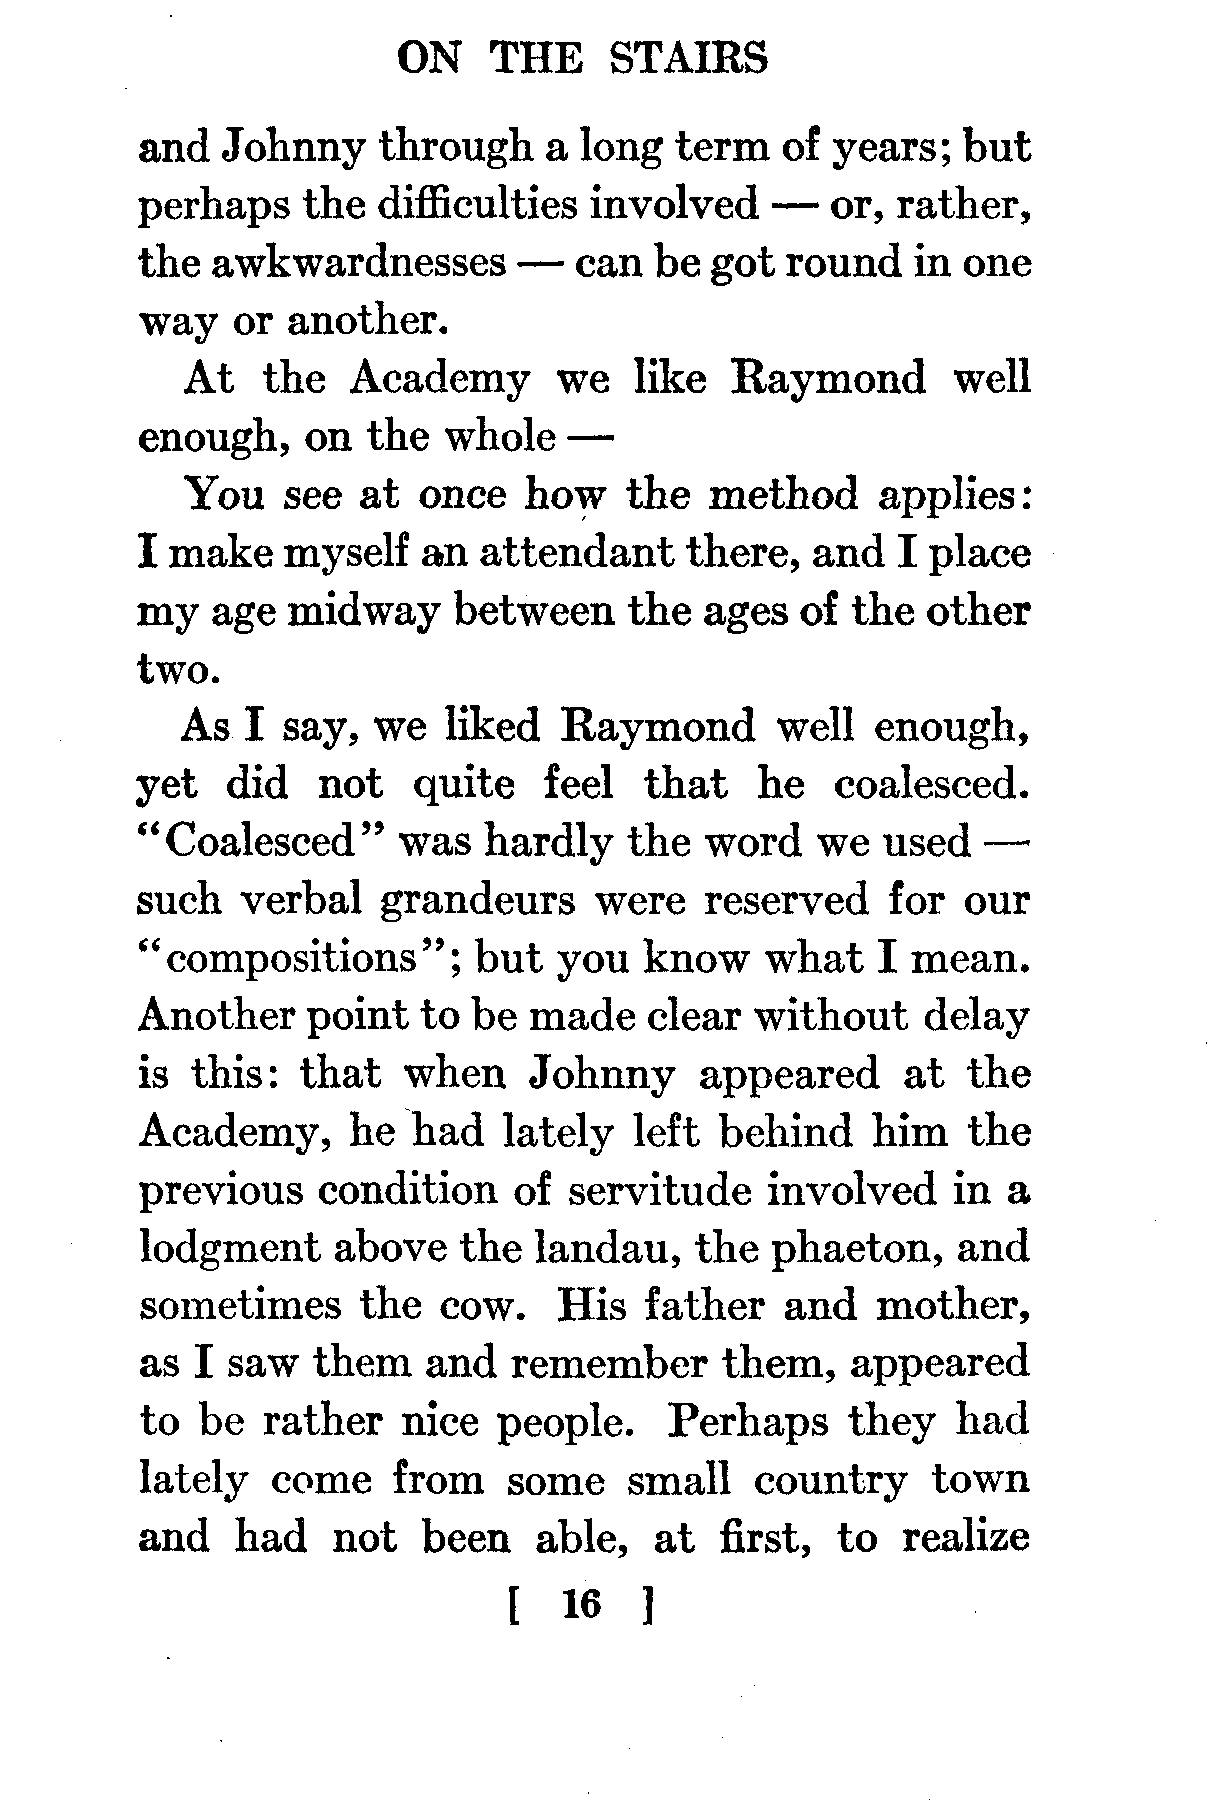 ON THE STAIRS
and Johnny through a long term of years; but
perhaps the difficulties involved — or, rather,
the awkwardnesses — can be got round in one
way or another.
At the Academy we like Raymond well
enough, on the whole —
You see at once how the method applies:
I make myself an attendant there, and I place
my age midway between the ages of the other
two.
As I say, we liked Raymond well enough,
yet did not quite feel that he coalesced.
"Coalesced" was hardly the word we used —
such verbal grandeurs were reserved for our
"compositions"; but you know what I mean.
Another point to be made clear without delay
is this: that when Johnny appeared at the
Academy, he had lately left behind him the
previous condition of servitude involved in a
lodgment above the landau, the phaeton, and
sometimes the cow. His father and mother,
as I saw them and remember them, appeared
to be rather nice people. Perhaps they had
lately come from some small country town
and had not been able, at first, to realize
[ 16 ]